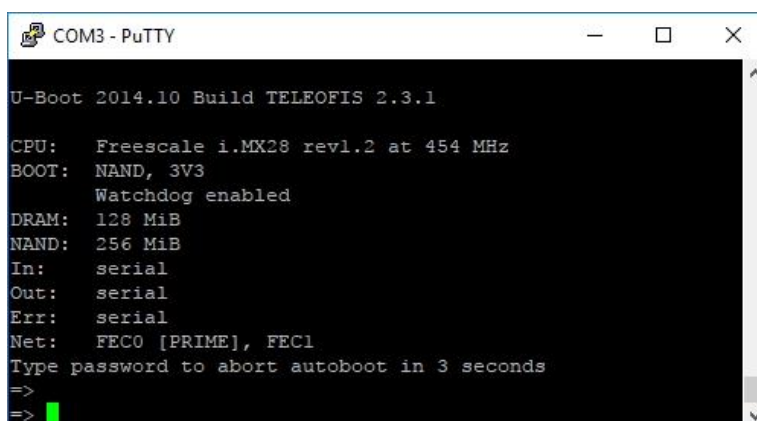 COM3 - PuTTY
U-Boot 2014.10 Build TELEOFIS 2.3.1
CPU:   Freescale i.MX28 rev1.2 at 454 MHz
BOOT:  NAND, 3V3
       Watchdog enabled
DRAM:  128 MiB
NAND:  256 MiB
In:    serial
Out:   serial
Err:   serial
Net:   FEC0 [PRIME], FEC1
Type password to abort autoboot in 3 seconds
=>
=>